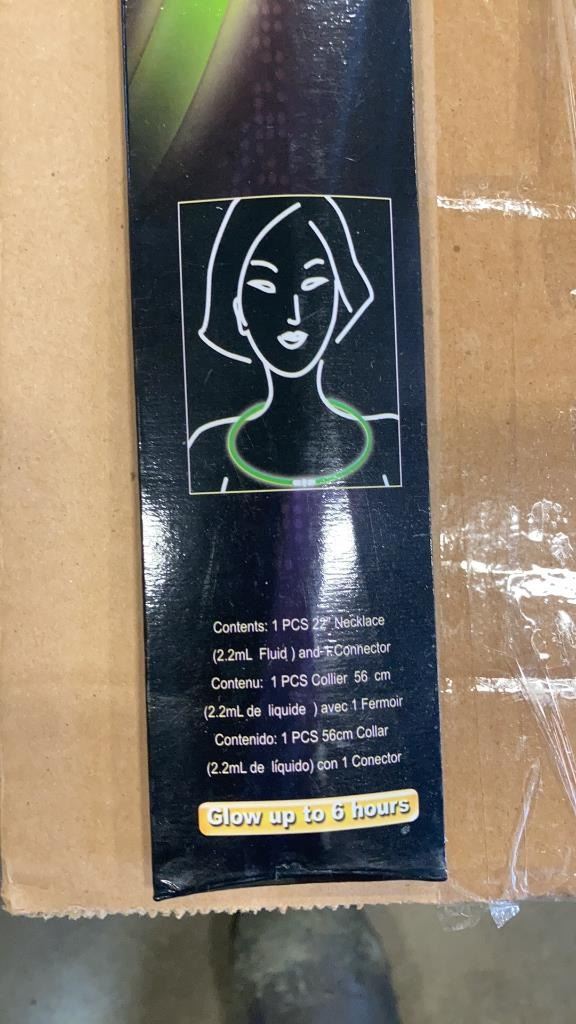 Contents: 1 PCS 22" Necklace
(2.2mL Fluid ) and 1 Connector
Contenu: 1 PCS Collier 56 cm
(2.2mL de liquide ) avec 1 Fermoir
Contenido: 1 PCS 56cm Collar
(2.2mL de líquido) con 1 Conector
Glow up to 6 hours